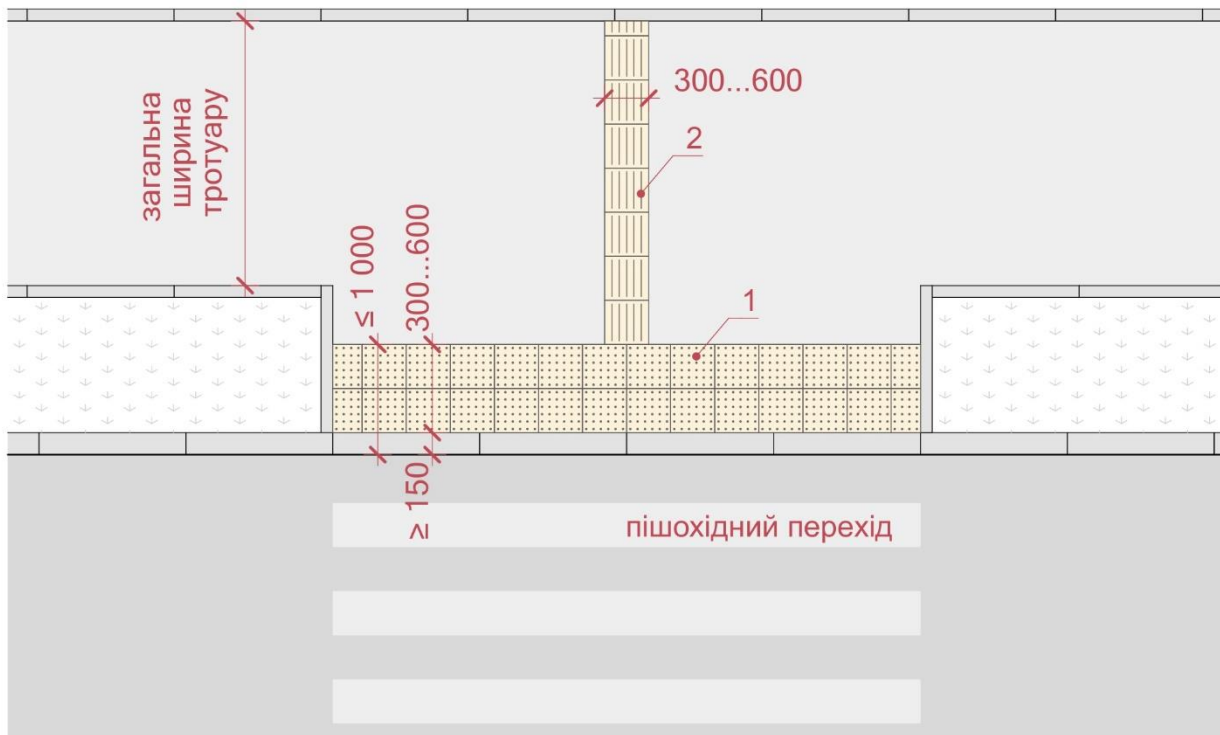 300...600
2
загальна
ширина
тротуару
≤ 1 000
300...600
1
≥ 150
пішохідний перехід